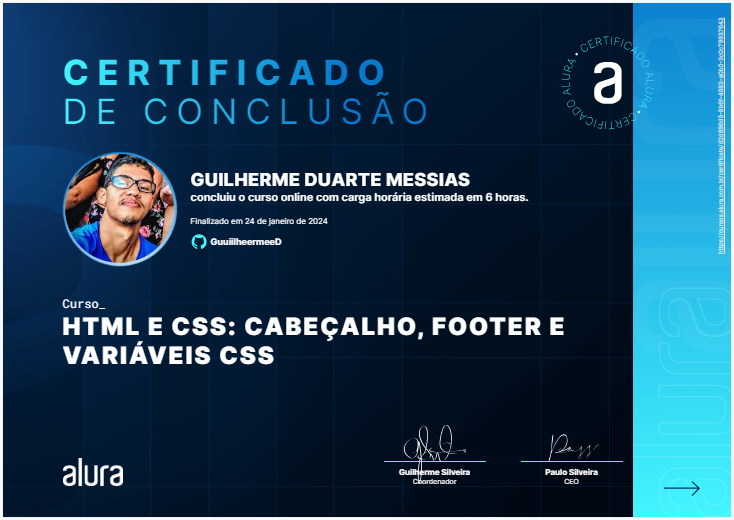 CERTIFICADO
DE CONCLUSÃO
CERTIFICADO ALURA • CERTIFICADO ALURA •
a
GUILHERME DUARTE MESSIAS
concluiu o curso online com carga horária estimada em 6 horas.
Finalizado em 24 de janeiro de 2024
GuuiilheermeeD
Curso_
HTML E CSS: CABEÇALHO, FOOTER E
VARIÁVEIS CSS
alura
Guilherme Silveira
Coordenador
Paulo Silveira
CEO
alura